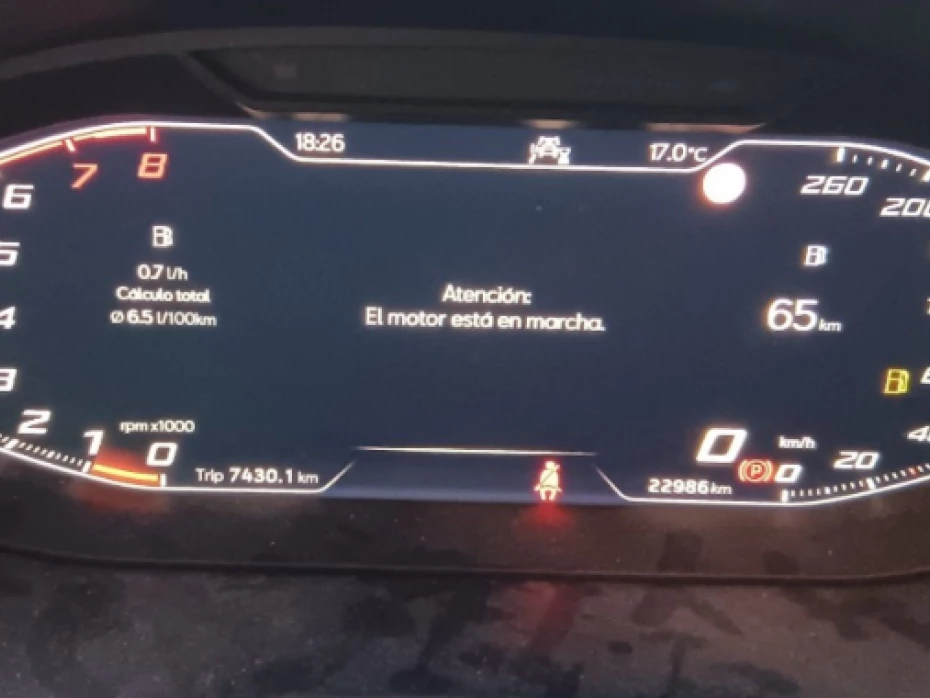 18:26
17.0°C
7 8
6
260
200
5
0.7 l/h
Cálculo total
Ø 6.5 l/100km
Atención:
El motor está en marcha.
65 km
4
3
2
rpm x1000
1
0
0 km/h
P
0 20
Trip 7430.1 km
22986 km